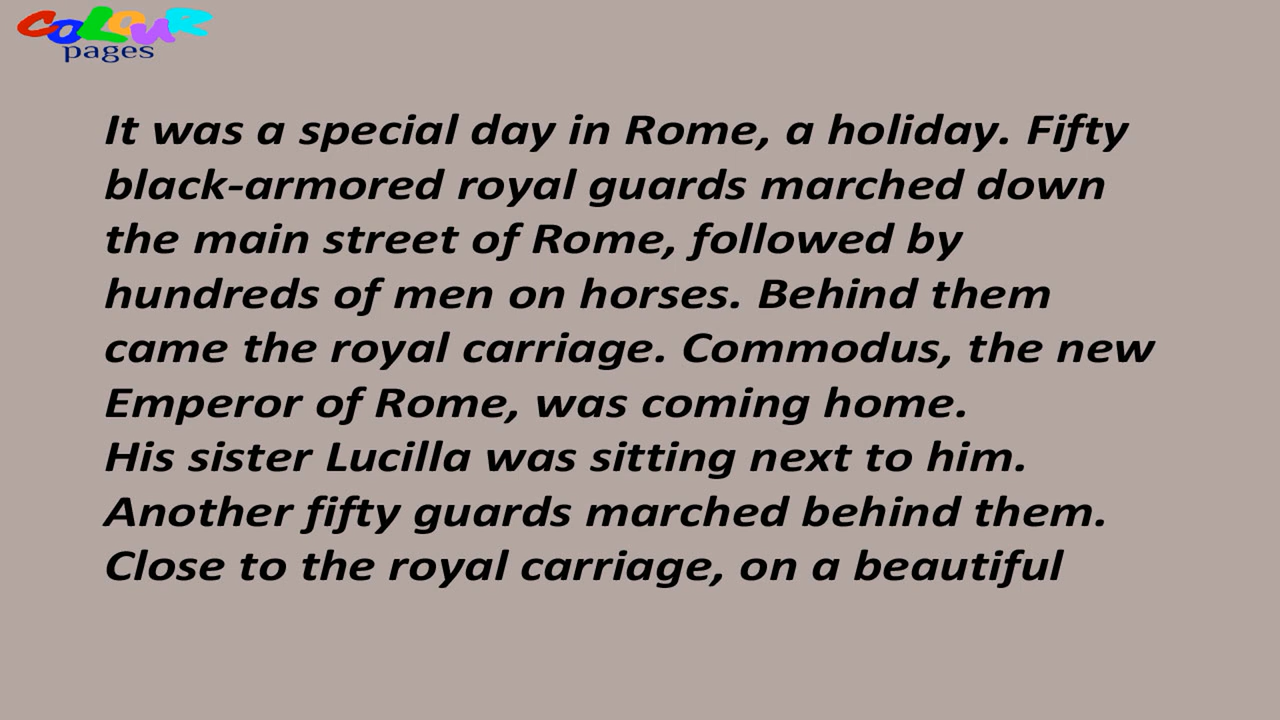 COLOUR
pages
It was a special day in Rome, a holiday. Fifty
black-armored royal guards marched down
the main street of Rome, followed by
hundreds of men on horses. Behind them
came the royal carriage. Commodus, the new
Emperor of Rome, was coming home.
His sister Lucilla was sitting next to him.
Another fifty guards marched behind them.
Close to the royal carriage, on a beautiful